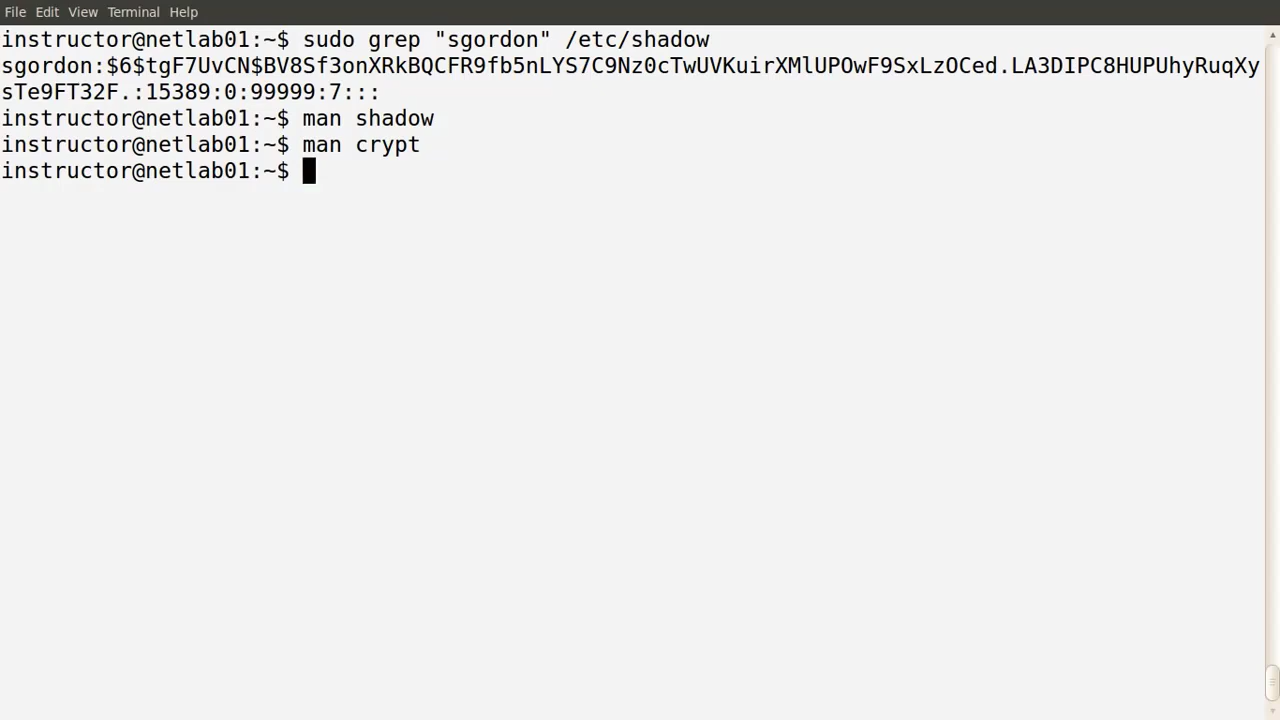 File Edit View Terminal Help
instructor@netlab01:~$ sudo grep "sgordon" /etc/shadow
sgordon:$6$tgF7UvCN$BV8Sf3onXRkBQCFR9fb5nLYS7C9Nz0cTwUVKuirXMlUPOwF9SxLzOCed.LA3DIPC8HUPUhyRuqXy
sTe9FT32F.:15389:0:99999:7:::
instructor@netlab01:~$ man shadow
instructor@netlab01:~$ man crypt
instructor@netlab01:~$